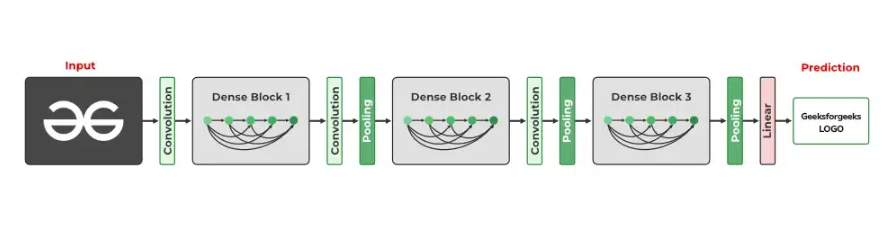 Input
Convolution
Dense Block 1
Convolution
Pooling
Dense Block 2
Convolution
Pooling
Dense Block 3
Pooling
Linear
Prediction
Geeksforgeeks
LOGO